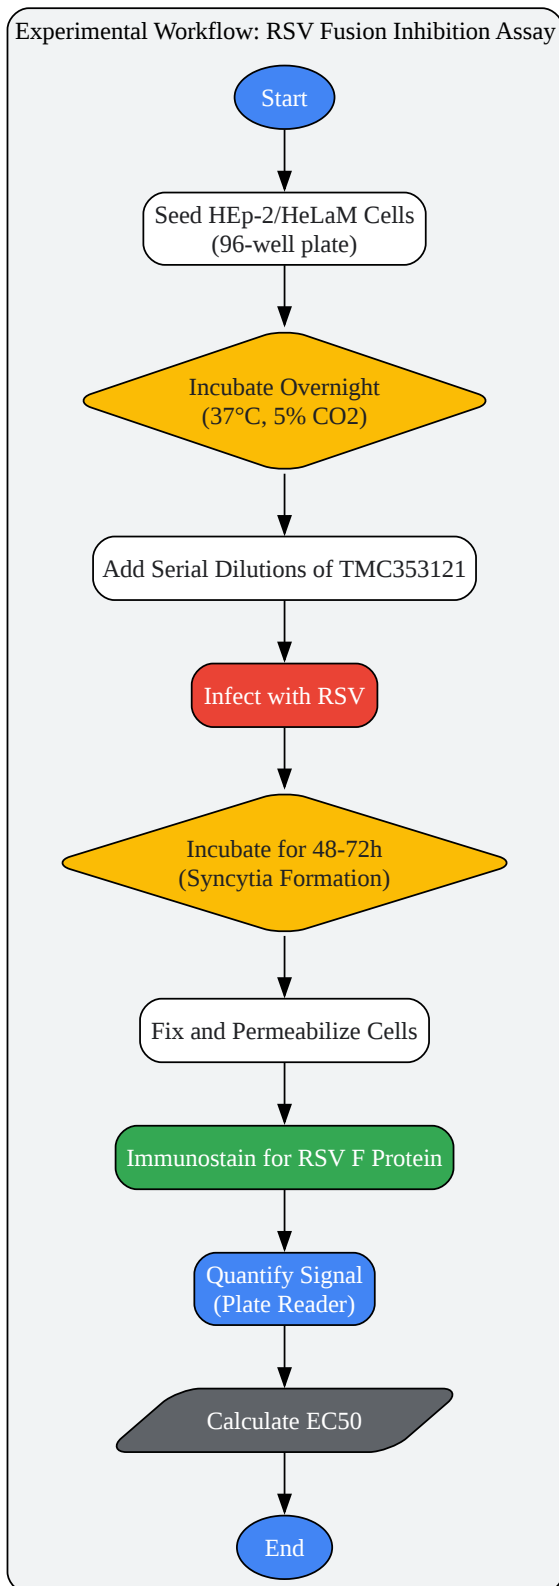 Experimental Workflow: RSV Fusion Inhibition Assay
Start
Seed HEp-2/HeLaM Cells
(96-well plate)
Incubate Overnight
(37°C, 5% CO2)
Add Serial Dilutions of TMC353121
Infect with RSV
Incubate for 48-72h
(Syncytia Formation)
Fix and Permeabilize Cells
Immunostain for RSV F Protein
Quantify Signal
(Plate Reader)
Calculate EC50
End